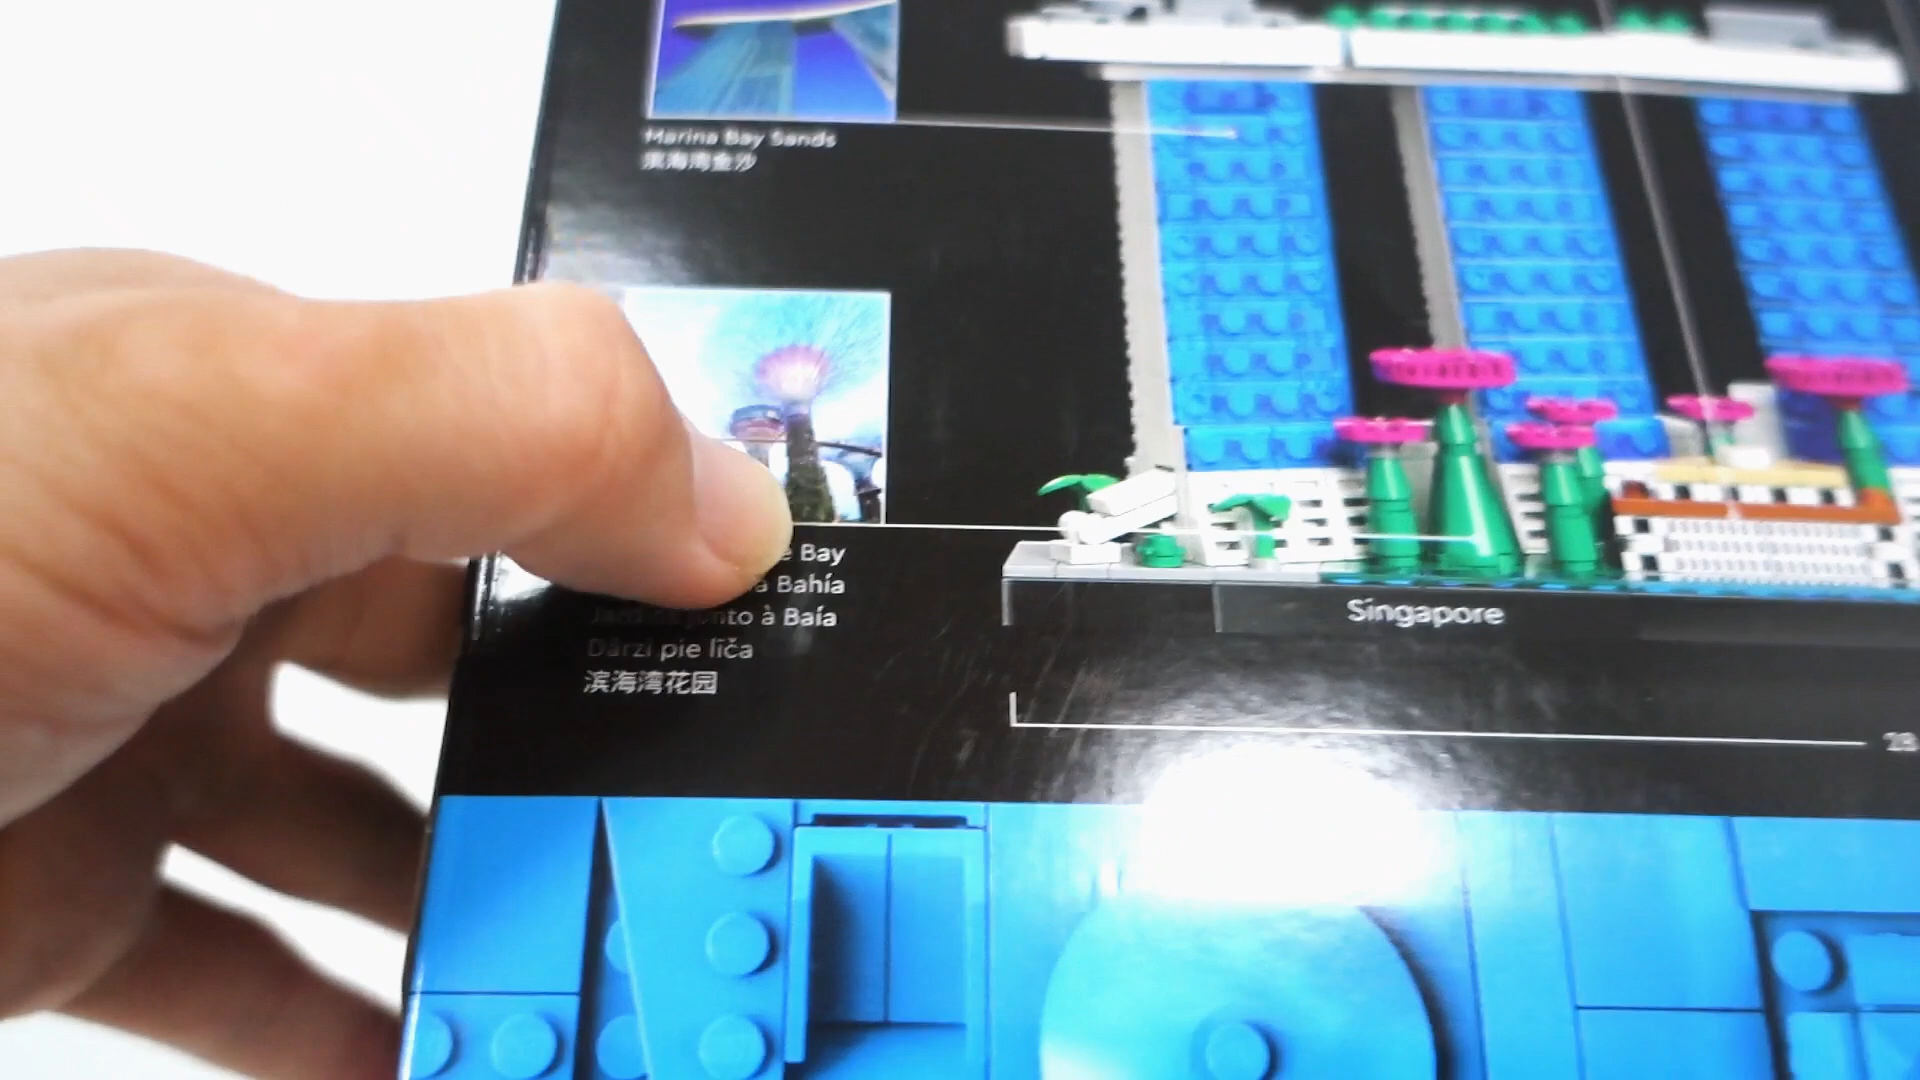 Marina Bay Sands
滨海湾金沙
Bay
Bahía
à Baía
Dārzi pie līča
滨海湾花园
Singapore